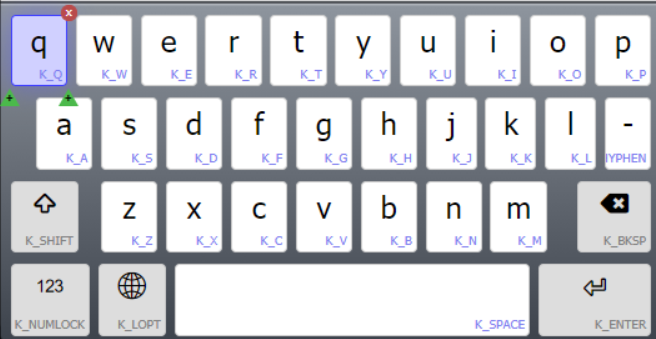 x
q w e r t y u i o p
K_Q K_W K_E K_R K_T K_Y K_U K_I K_O K_P
+ +
a s d f g h j k l -
K_A K_S K_D K_F K_G K_H K_J K_K K_L YPHEN
z x c v b n m
K_SHIFT K_Z K_X K_C K_V K_B K_N K_M K_BKSP
123
K_NUMLOCK K_LOPT K_SPACE K_ENTER